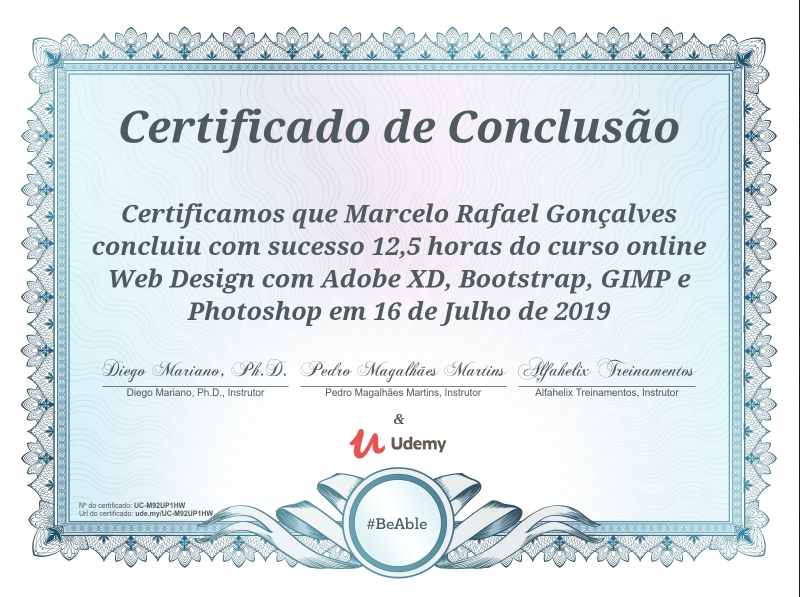 Certificado de Conclusão
Certificamos que Marcelo Rafael Gonçalves
concluiu com sucesso 12,5 horas do curso online
Web Design com Adobe XD, Bootstrap, GIMP e
Photoshop em 16 de Julho de 2019
Diego Mariano, Ph.D. Pedro Magalhães Martins Alfahelix Treinamentos
Diego Mariano, Ph.D., Instrutor Pedro Magalhães Martins, Instrutor Alfahelix Treinamentos, Instrutor
&
Udemy
Nº do certificado: UC-M92UP1HW
Url do certificado: ude.my/UC-M92UP1HW
#BeAble